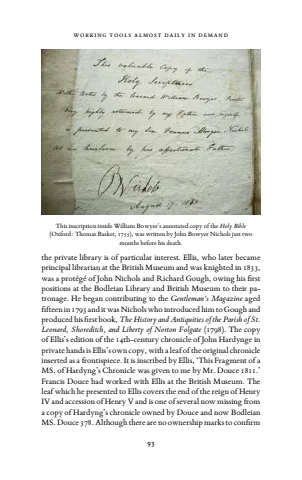 WORKING TOOLS ALMOST DAILY IN DEMAND
This valuable Copy of the
Holy Scriptures
With Notes by the learned William Bowyer, Printer
very highly esteemed by my Father and myself
is presented to my Son Francis Morgan Nichols
as an heirloom by his affectionate Father
JB Nichols
August 17, 1863
This inscription inside William Bowyer's annotated copy of the Holy Bible
(Oxford: Thomas Basket, 1755), was written by John Bowyer Nichols just two
months before his death.
the private library is of particular interest. Ellis, who later became
principal librarian at the British Museum and was knighted in 1833,
was a protégé of John Nichols and Richard Gough, owing his first
positions at the Bodleian Library and British Museum to their pa-
tronage. He began contributing to the Gentleman's Magazine aged
fifteen in 1793 and it was Nichols who introduced him to Gough and
produced his first book, The History and Antiquities of the Parish of St.
Leonard, Shoreditch, and Liberty of Norton Folgate (1798). The copy
of Ellis's edition of the 14th-century chronicle of John Hardynge in
private hands is Ellis's own copy, with a leaf of the original chronicle
inserted as a frontispiece. It is inscribed by Ellis, 'This Fragment of a
MS. of Hardyng's Chronicle was given to me by Mr. Douce 1811.'
Francis Douce had worked with Ellis at the British Museum. The
leaf which he presented to Ellis covers the end of the reign of Henry
IV and accession of Henry V and is one of several now missing from
a copy of Hardyng's chronicle owned by Douce and now Bodleian
MS. Douce 378. Although there are no ownership marks to confirm
93